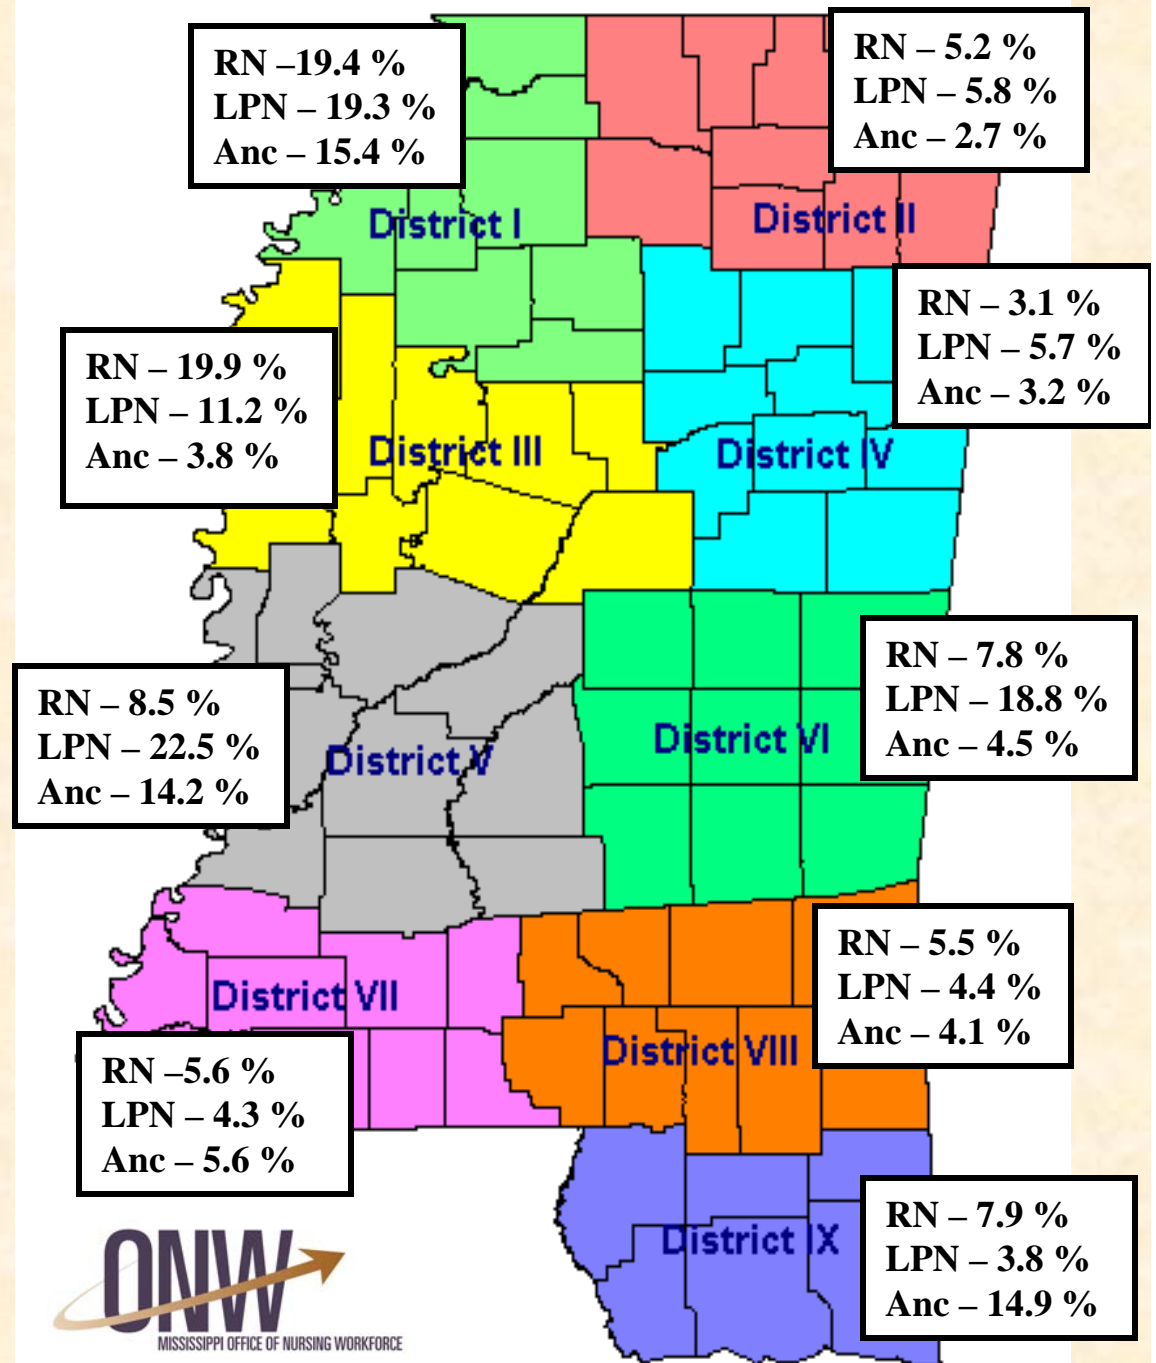 RN –19.4 %
LPN – 19.3 %
Anc – 15.4 %
RN – 5.2 %
LPN – 5.8 %
Anc – 2.7 %
District I
District II
RN – 3.1 %
LPN – 5.7 %
Anc – 3.2 %
RN – 19.9 %
LPN – 11.2 %
Anc – 3.8 %
District III
District IV
RN – 7.8 %
LPN – 18.8 %
Anc – 4.5 %
RN – 8.5 %
LPN – 22.5 %
Anc – 14.2 %
District V
District VI
RN – 5.5 %
LPN – 4.4 %
Anc – 4.1 %
District VII
District VIII
RN –5.6 %
LPN – 4.3 %
Anc – 5.6 %
RN – 7.9 %
LPN – 3.8 %
Anc – 14.9 %
District IX
ONW
MISSISSIPPI OFFICE OF NURSING WORKFORCE